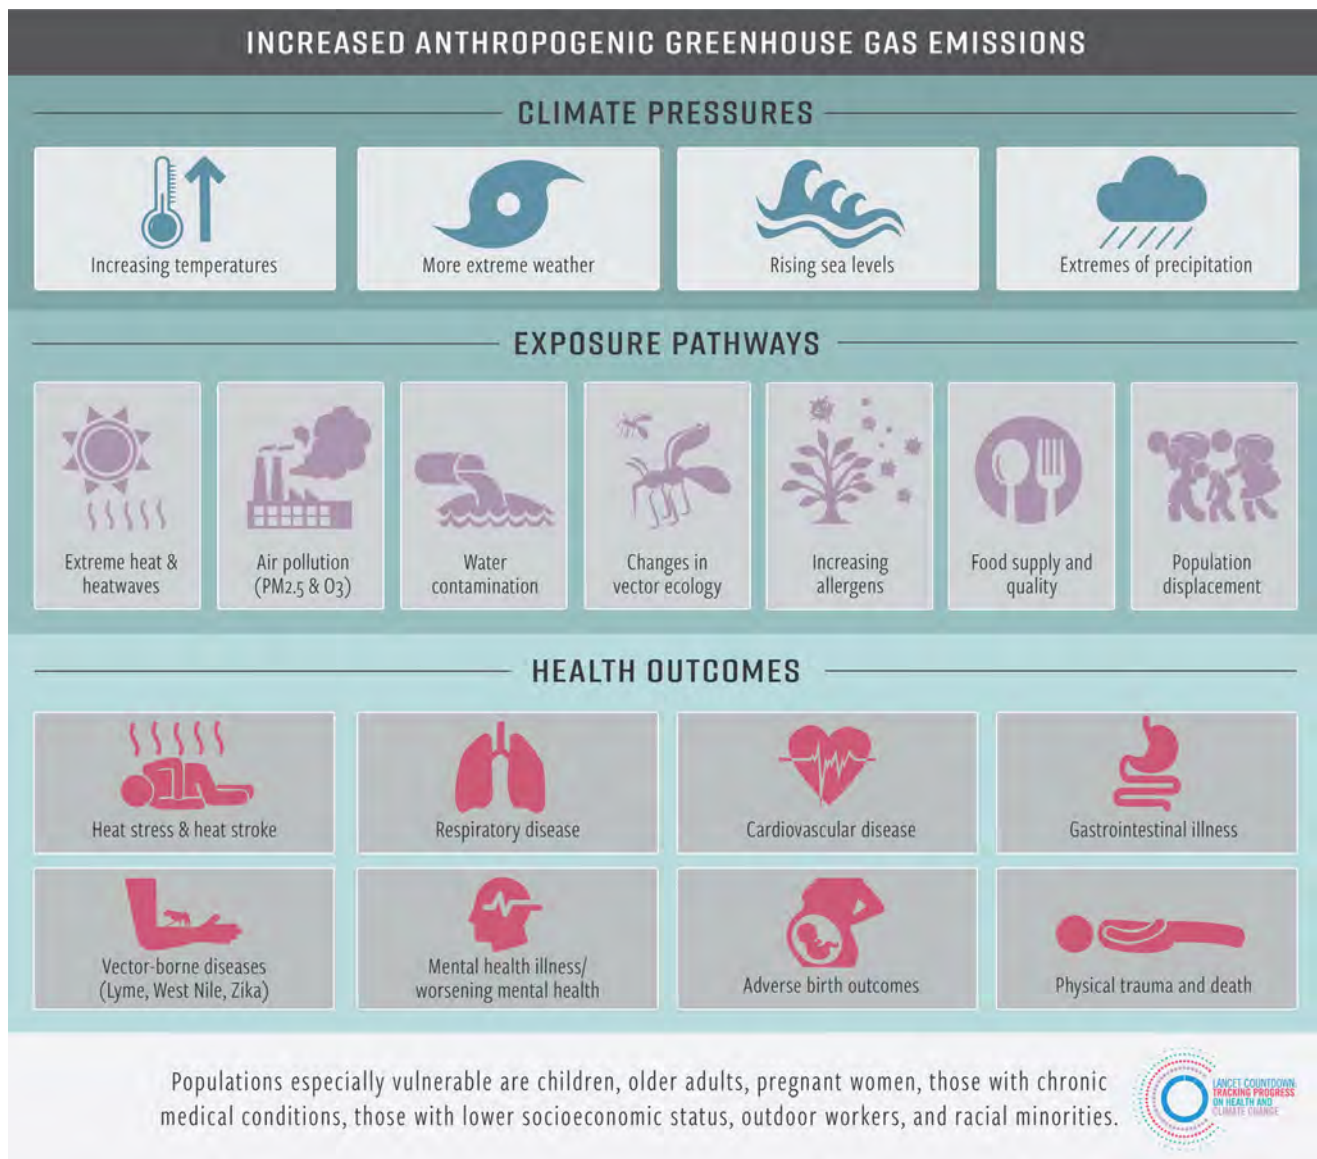 INCREASED ANTHROPOGENIC GREENHOUSE GAS EMISSIONS
CLIMATE PRESSURES
Increasing temperatures
More extreme weather
Rising sea levels
Extremes of precipitation
EXPOSURE PATHWAYS
Extreme heat &
heatwaves
Air pollution
(PM2.5 & O3)
Water
contamination
Changes in
vector ecology
Increasing
allergens
Food supply and
quality
Population
displacement
HEALTH OUTCOMES
Heat stress & heat stroke
Respiratory disease
Cardiovascular disease
Gastrointestinal illness
Vector-borne diseases
(Lyme, West Nile, Zika)
Mental health illness/
worsening mental health
Adverse birth outcomes
Physical trauma and death
Populations especially vulnerable are children, older adults, pregnant women, those with chronic
medical conditions, those with lower socioeconomic status, outdoor workers, and racial minorities.
LANCET COUNTDOWN:
TRACKING PROGRESS
ON HEALTH AND
CLIMATE CHANGE